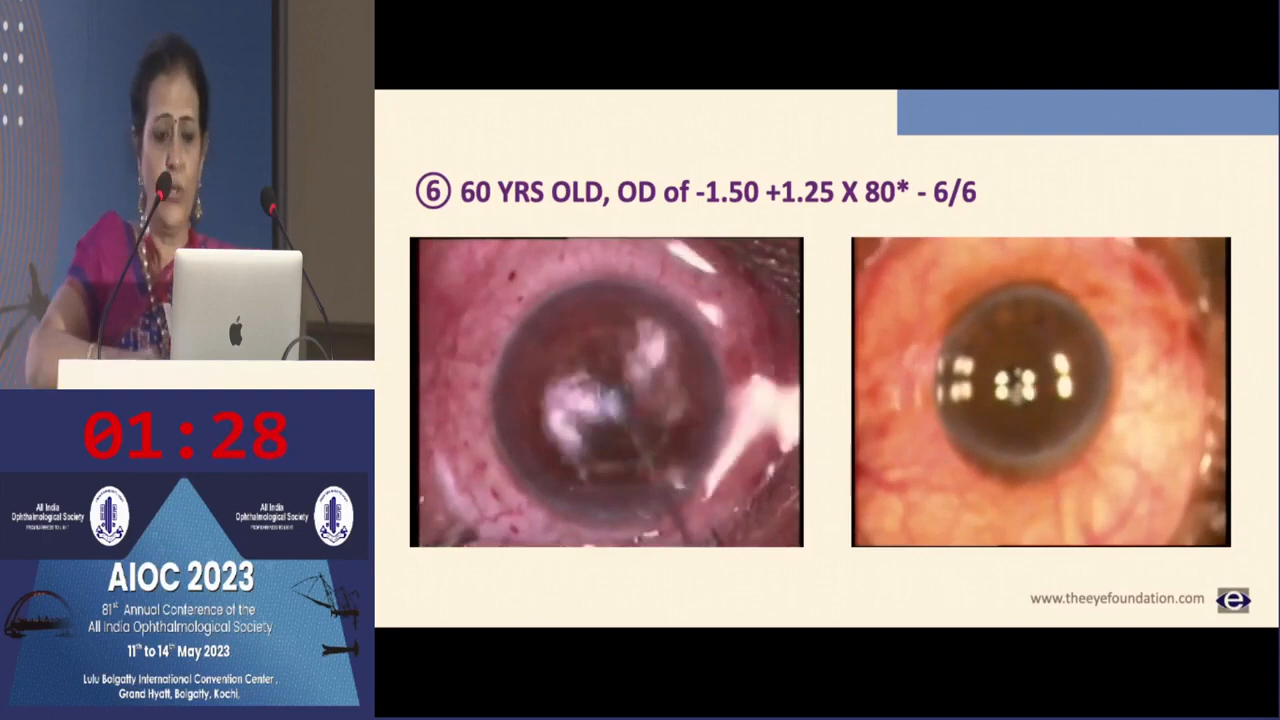 ⑥ 60 YRS OLD, OD of -1.50 +1.25 X 80* - 6/6
www.theeyefoundation.com
e
01:28
All India
Ophthalmological Society
All India
Ophthalmological Society
AIOC 2023
81st Annual Conference of the
All India Ophthalmological Society
11th to 14th May 2023
Lulu Bolgatty International Convention Center,
Grand Hyatt, Bolgatty, Kochi,